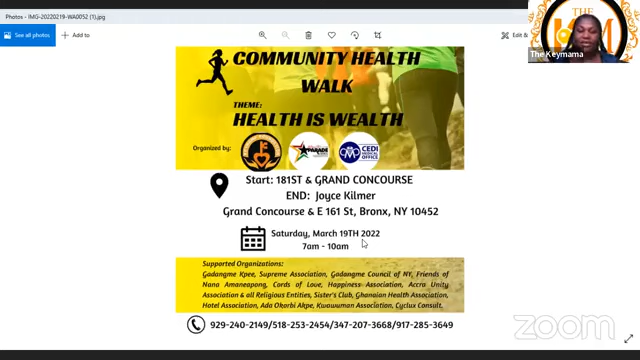 Photos - IMG-20220219-WA0052 (1).jpg
See all photos
Add to
Edit &
THE
The Keymama
COMMUNITY HEALTH
WALK
THEME:
HEALTH IS WEALTH
Organized by:
PARADE
CEDI
MEDICAL
OFFICE
Start: 181ST & GRAND CONCOURSE
END: Joyce Kilmer
Grand Concourse & E 161 St, Bronx, NY 10452
Saturday, March 19TH 2022
7am - 10am
Supported Organizations:
Gadangme Kpee, Supreme Association, Gadangme Council of NY, Friends of
Nana Amaneapong, Cords of Love, Happiness Association, Accra Unity
Association & all Religious Entities, Sister's Club, Ghanaian Health Association,
Hotel Association, Ada Okorbi Akpe, Kwawuman Association, Cyclux Consult.
929-240-2149/518-253-2454/347-207-3668/917-285-3649
zoom